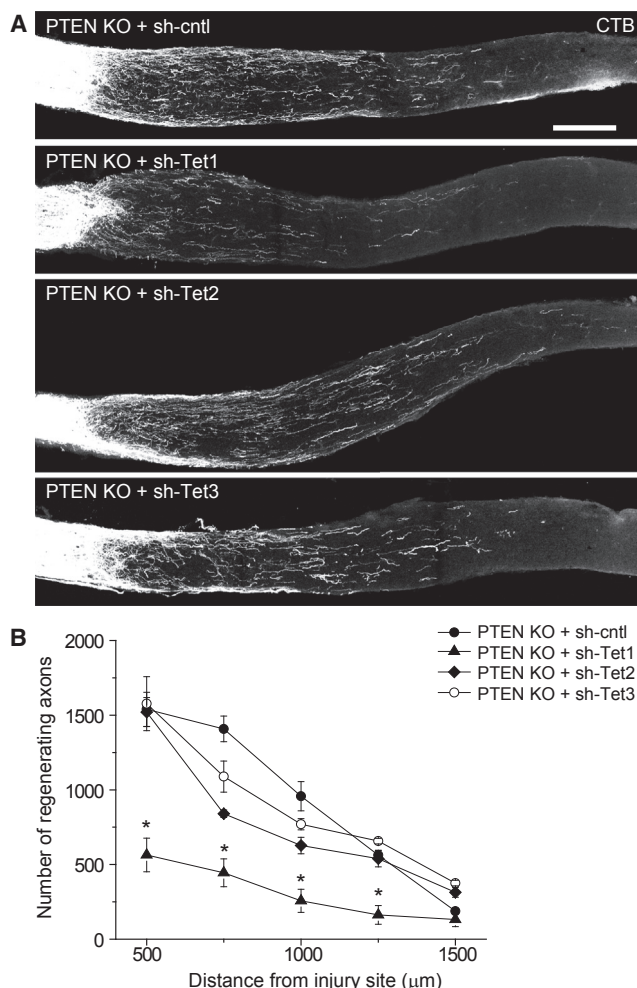 A
PTEN KO + sh-cntl
CTB
PTEN KO + sh-Tet1
PTEN KO + sh-Tet2
PTEN KO + sh-Tet3
B
PTEN KO + sh-cntl
PTEN KO + sh-Tet1
PTEN KO + sh-Tet2
PTEN KO + sh-Tet3
Number of regenerating axons
2000
1500
1000
500
0
*
*
*
*
500
1000
1500
Distance from injury site (μm)